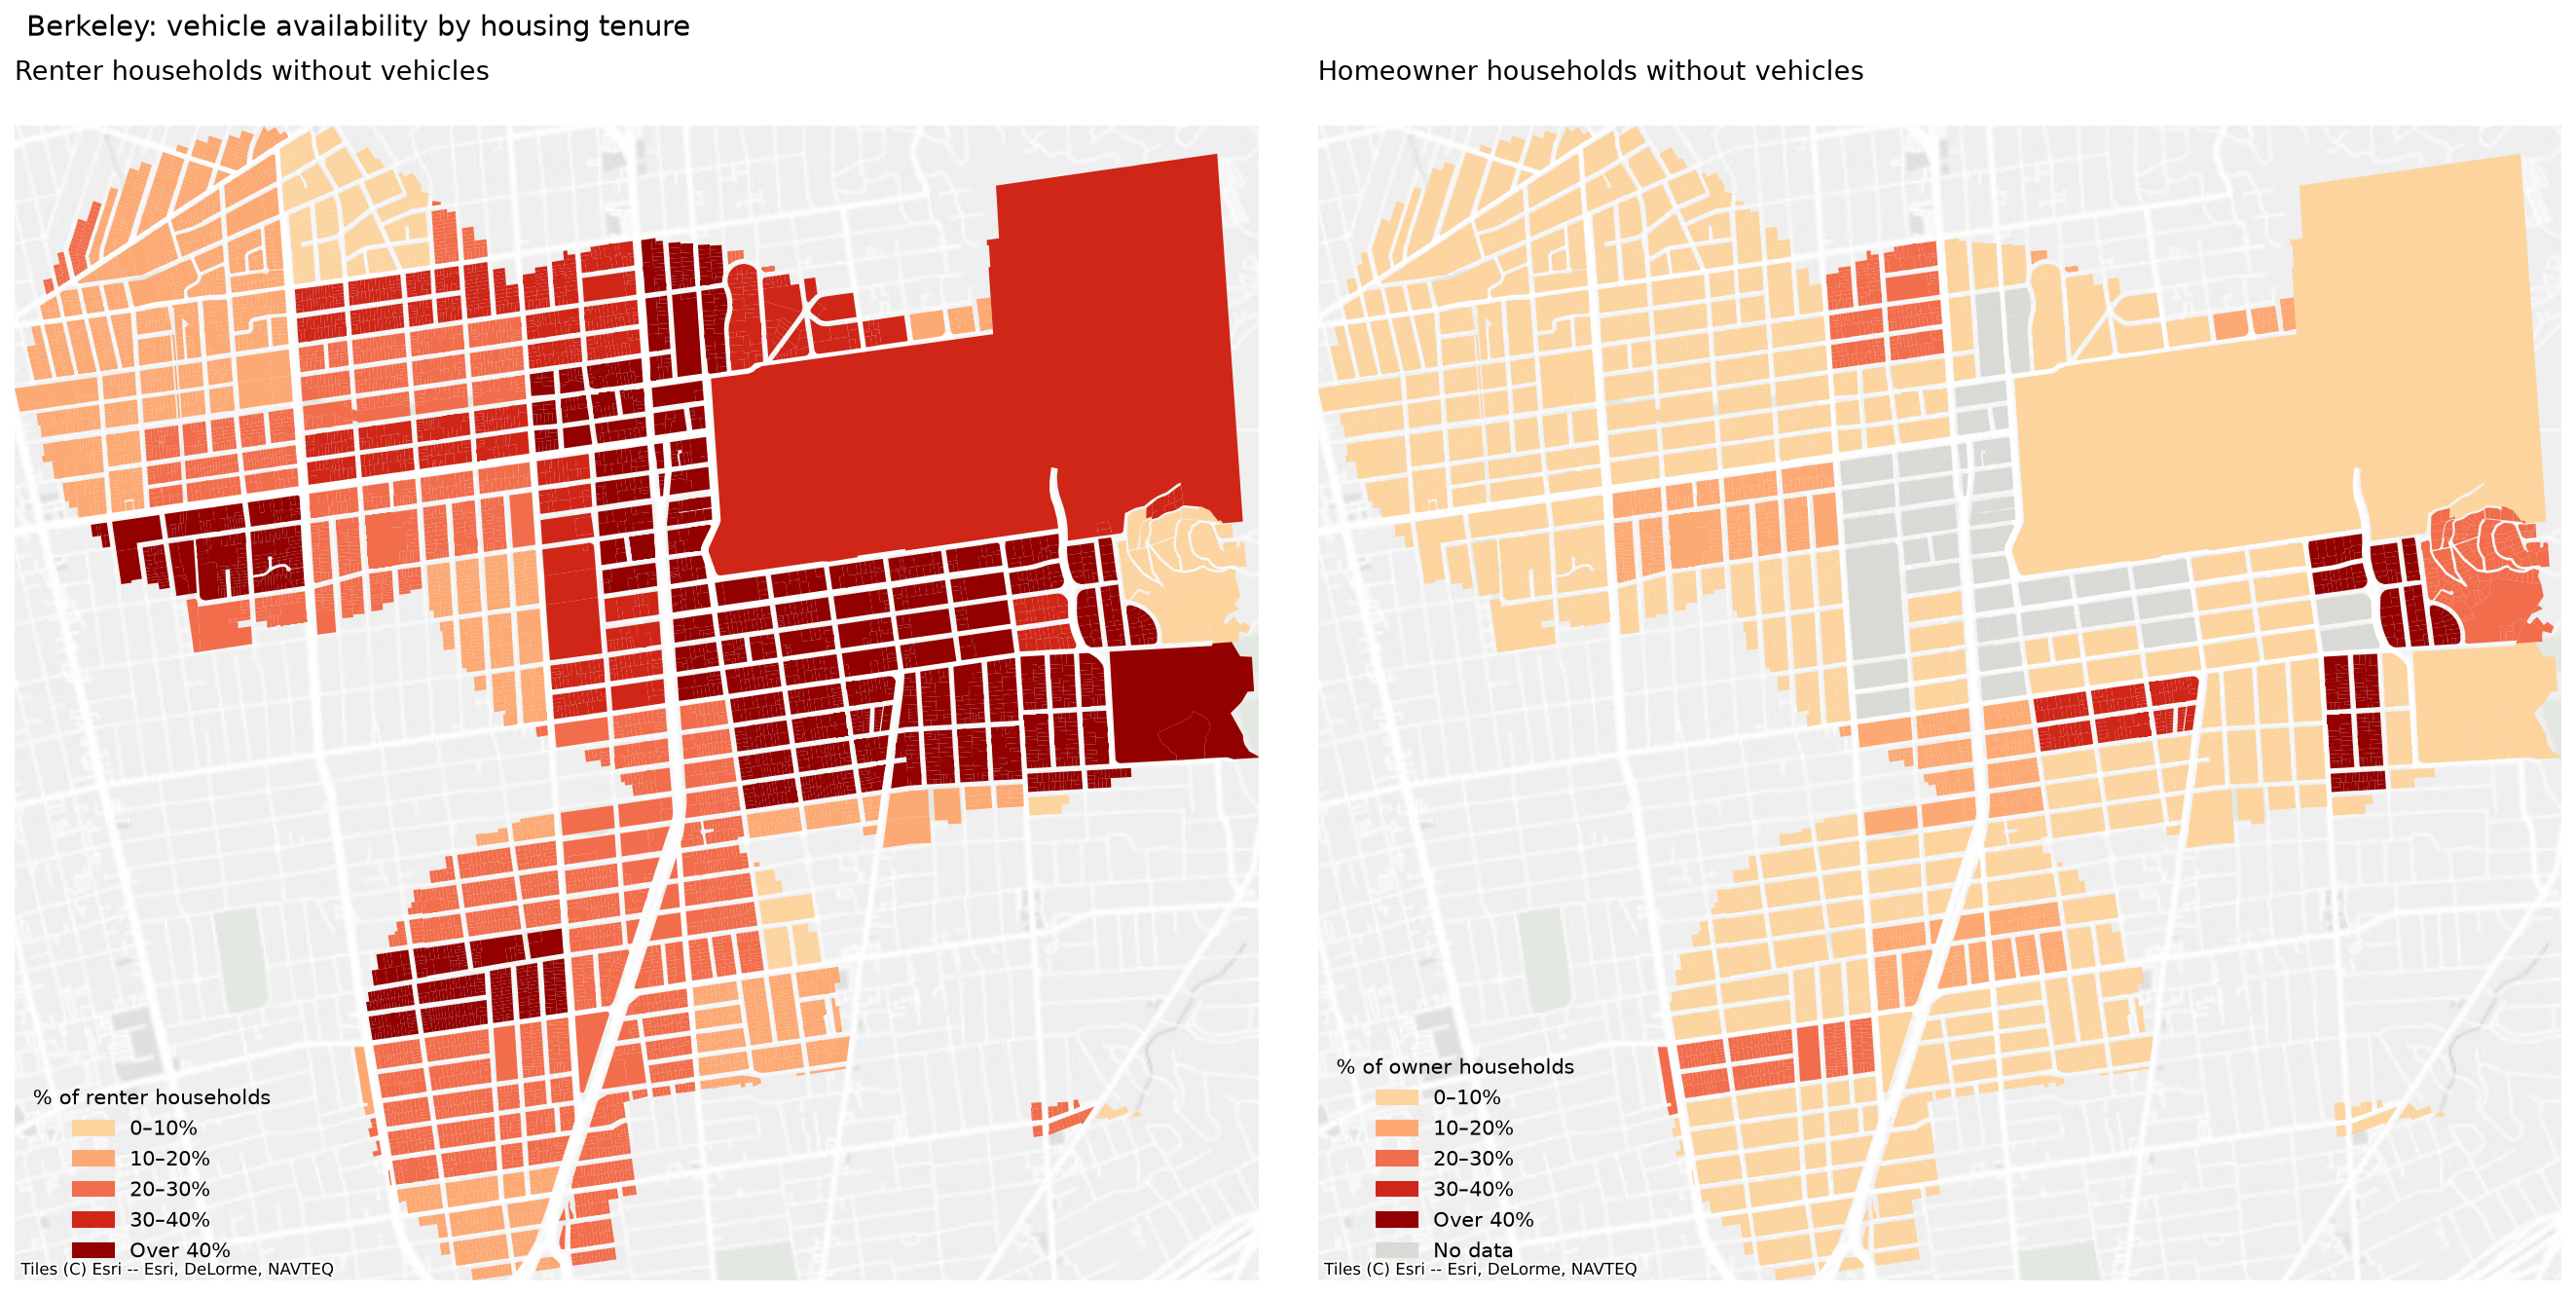 Berkeley: vehicle availability by housing tenure
Renter households without vehicles
Homeowner households without vehicles
% of renter households
0–10%
10–20%
20–30%
30–40%
Over 40%
Tiles (C) Esri -- Esri, DeLorme, NAVTEQ
% of owner households
0–10%
10–20%
20–30%
30–40%
Over 40%
No data
Tiles (C) Esri -- Esri, DeLorme, NAVTEQ